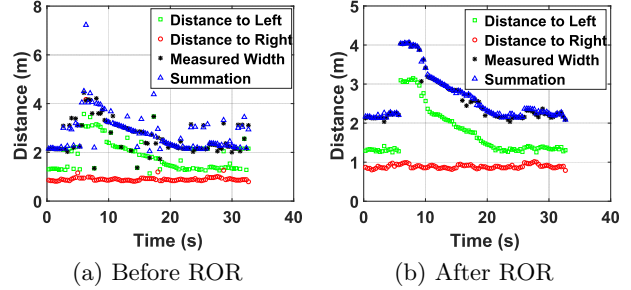 8
6
4
2
0
0
10
20
30
40
Distance (m)
Time (s)
Distance to Left
Distance to Right
Measured Width
Summation
(a) Before ROR
5
4
3
2
1
0
0
10
20
30
40
Distance (m)
Time (s)
Distance to Left
Distance to Right
Measured Width
Summation
(b) After ROR